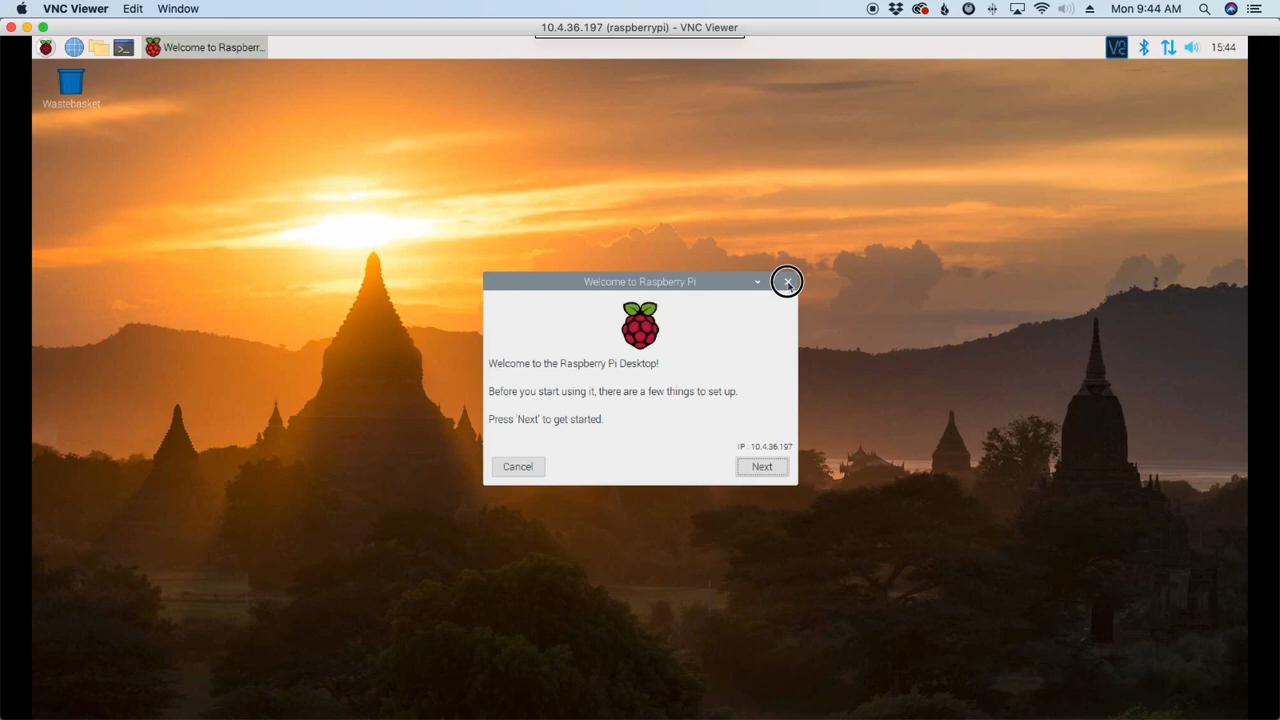 VNC Viewer Edit Window Mon 9:44 AM
10.4.36.197 (raspberrypi) - VNC Viewer
Welcome to Raspberr... 15:44
Wastebasket
Welcome to Raspberry Pi
Welcome to the Raspberry Pi Desktop!
Before you start using it, there are a few things to set up.
Press 'Next' to get started.
IP : 10.4.36.197
Cancel Next